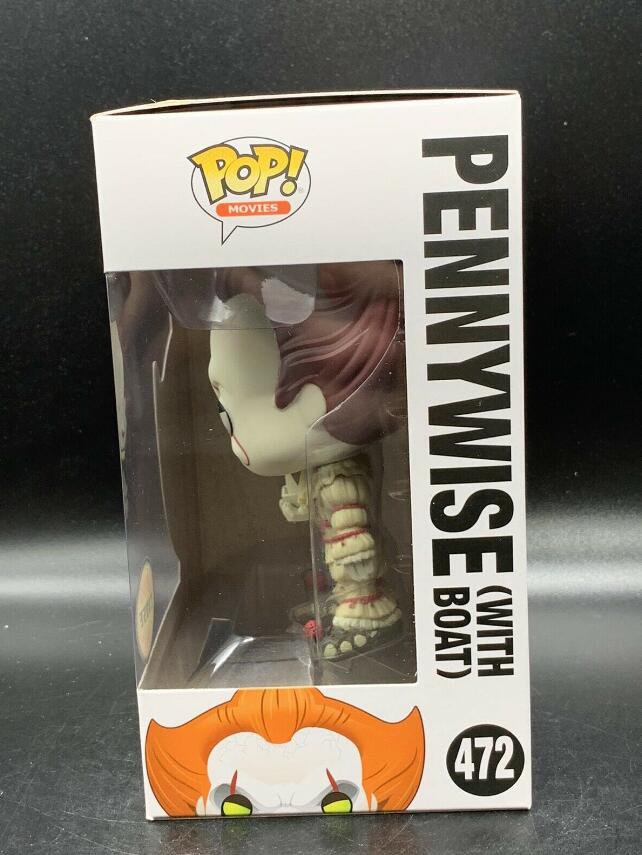 POP!
MOVIES
PENNYWISE (WITH
BOAT)
472